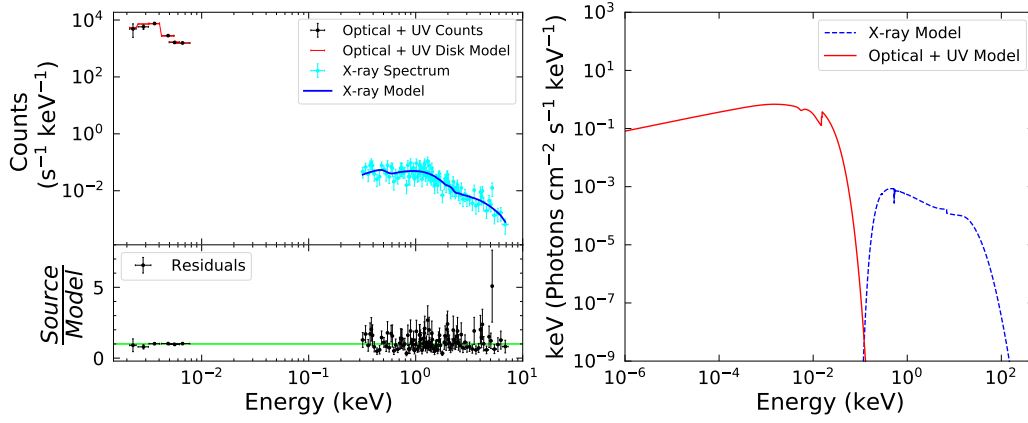 10⁴
10²
10⁰
10⁻²
Counts
(s⁻¹ keV⁻¹)
Optical + UV Counts
Optical + UV Disk Model
X-ray Spectrum
X-ray Model
5
0
Source
Model
Residuals
10⁻² 10⁻¹ 10⁰ 10¹
Energy (keV)
10³
10¹
10⁻¹
10⁻³
10⁻⁵
10⁻⁷
10⁻⁹
keV (Photons cm⁻² s⁻¹ keV⁻¹)
X-ray Model
Optical + UV Model
10⁻⁶ 10⁻⁴ 10⁻² 10⁰ 10²
Energy (keV)